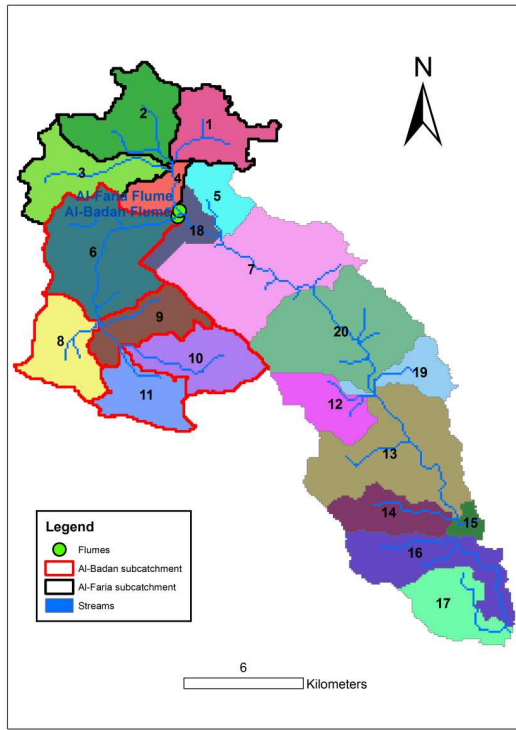 N
2
1
3
4
Al-Faria Flume
5
Al-Badan Flume
18
6
7
9
20
8
10
19
11
12
13
14
15
16
17
Legend
Flumes
Al-Badan subcatchment
Al-Faria subcatchment
Streams
6
Kilometers